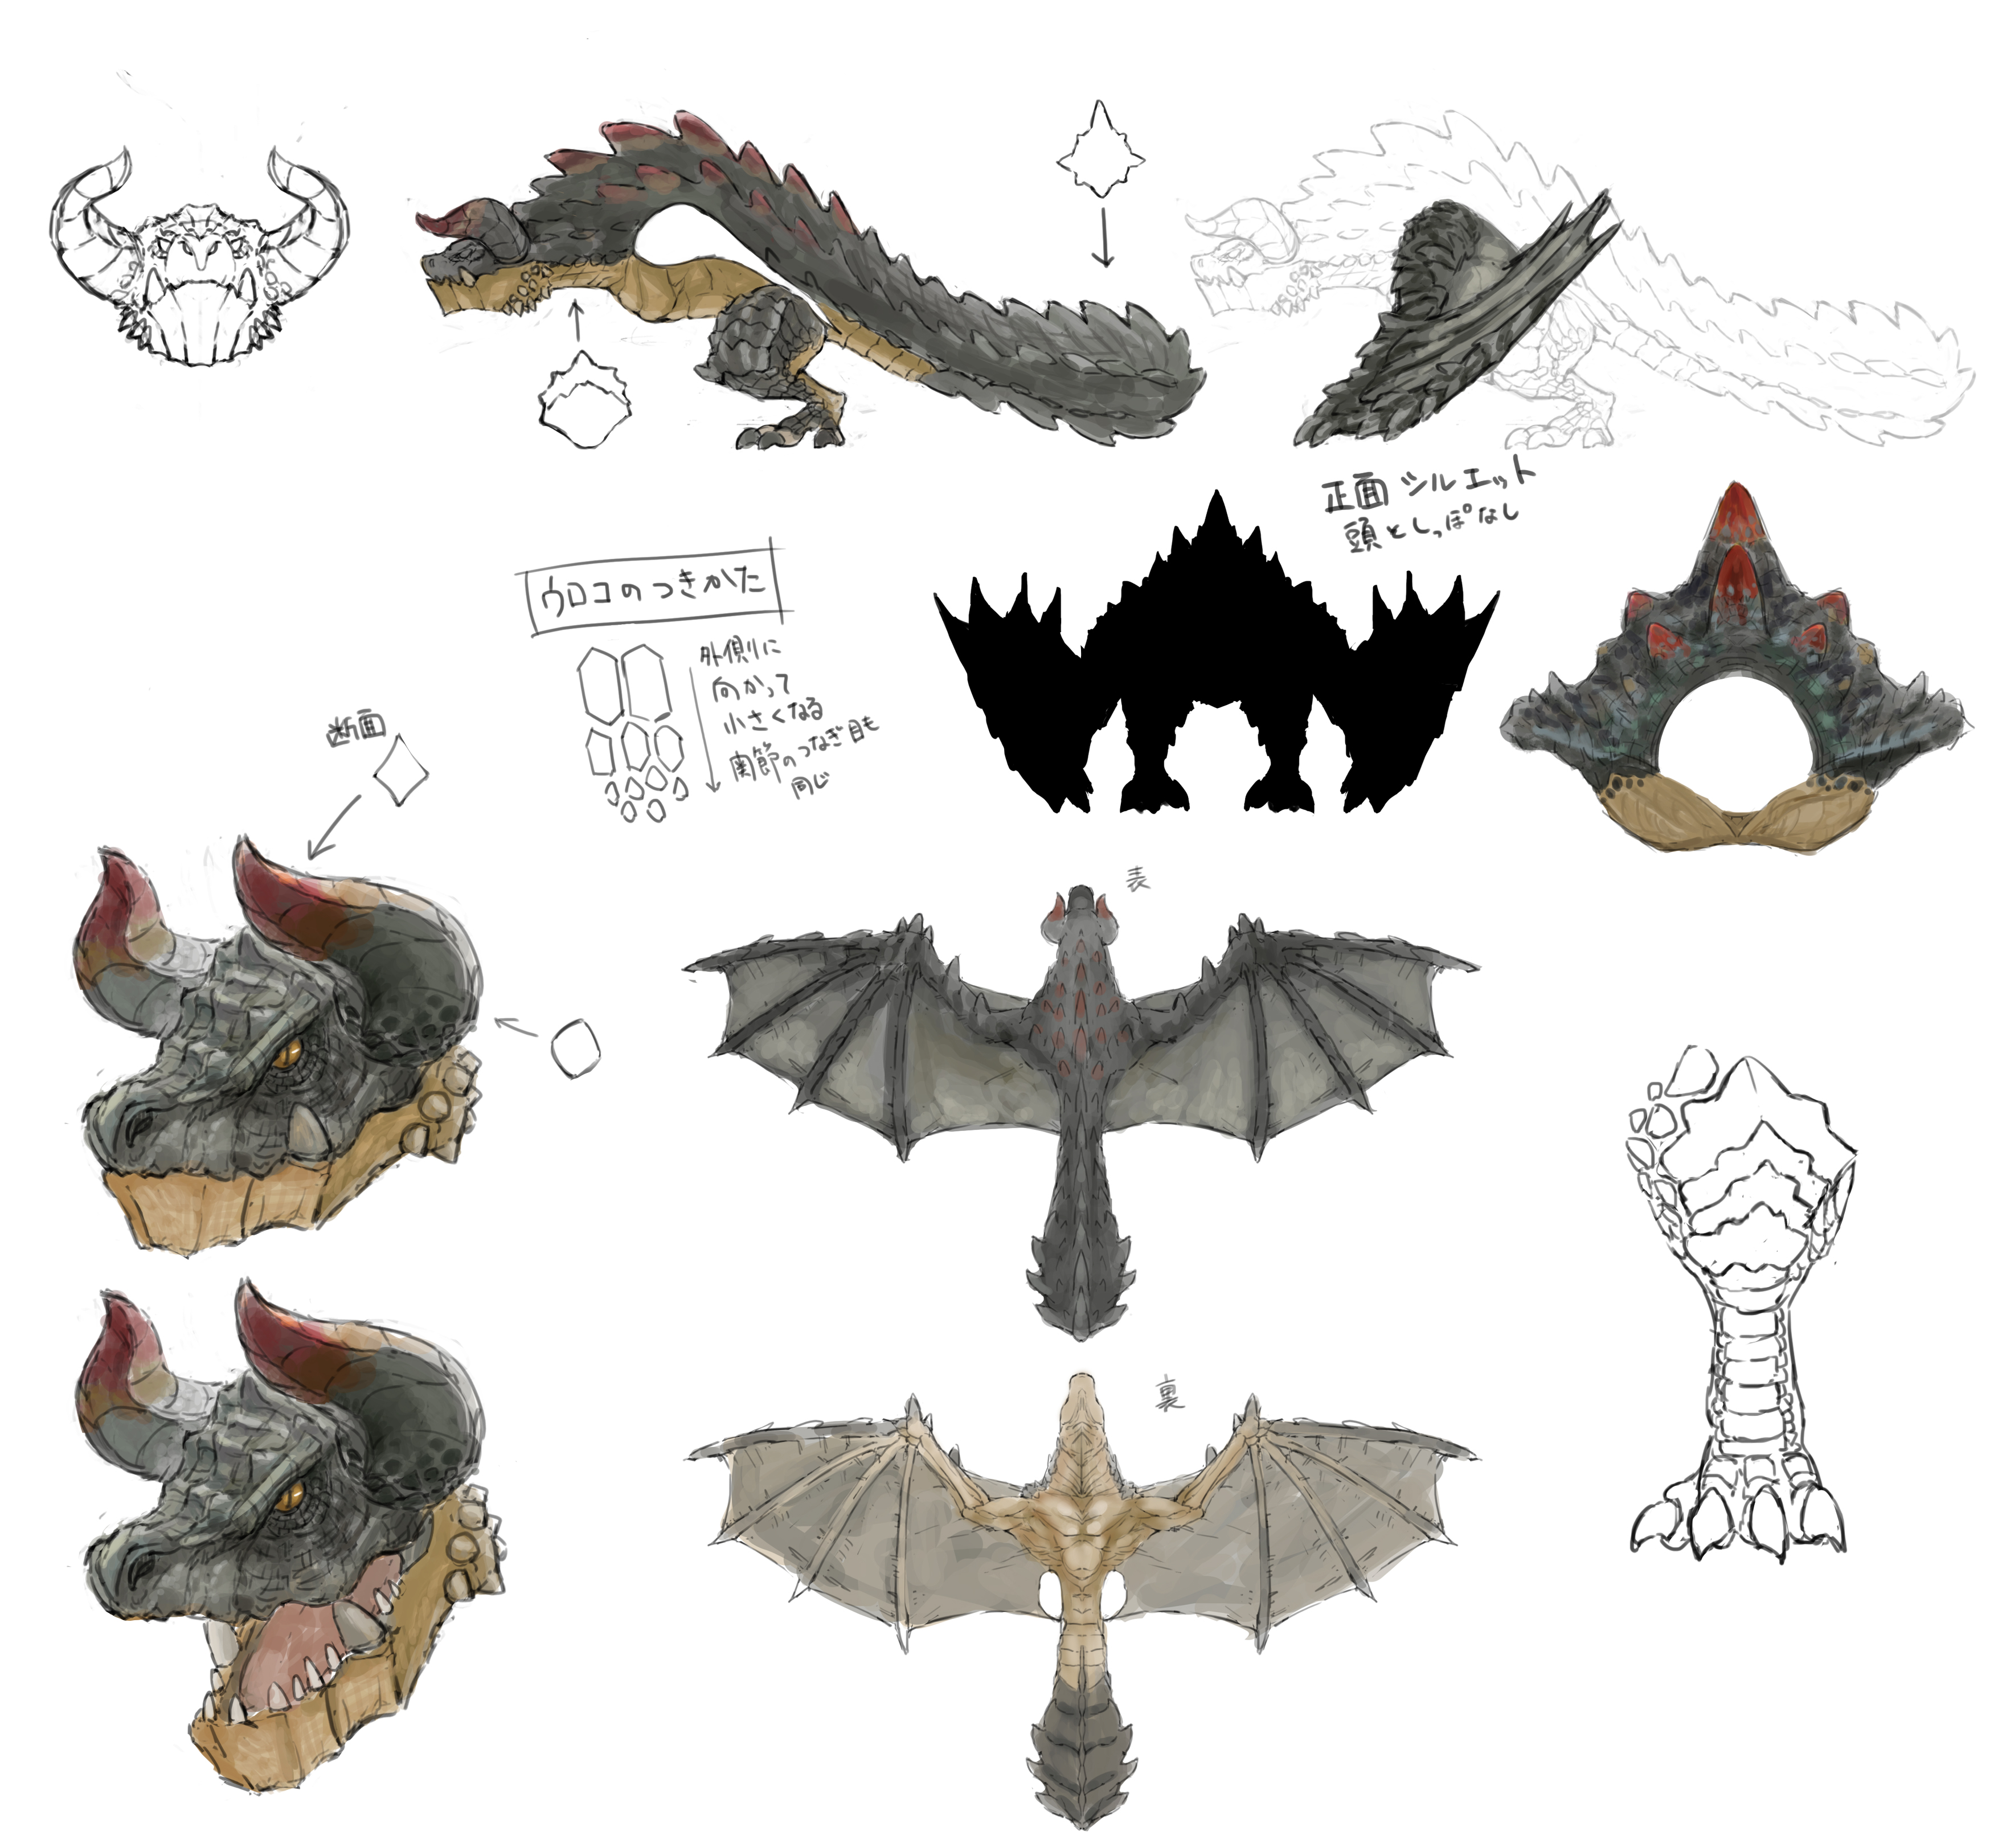 正面シルエット
頭としっぽなし
ウロコのつきかた
外側に
向かって
小さくなる
関節のつなぎ目も
同じ
断面
表
裏